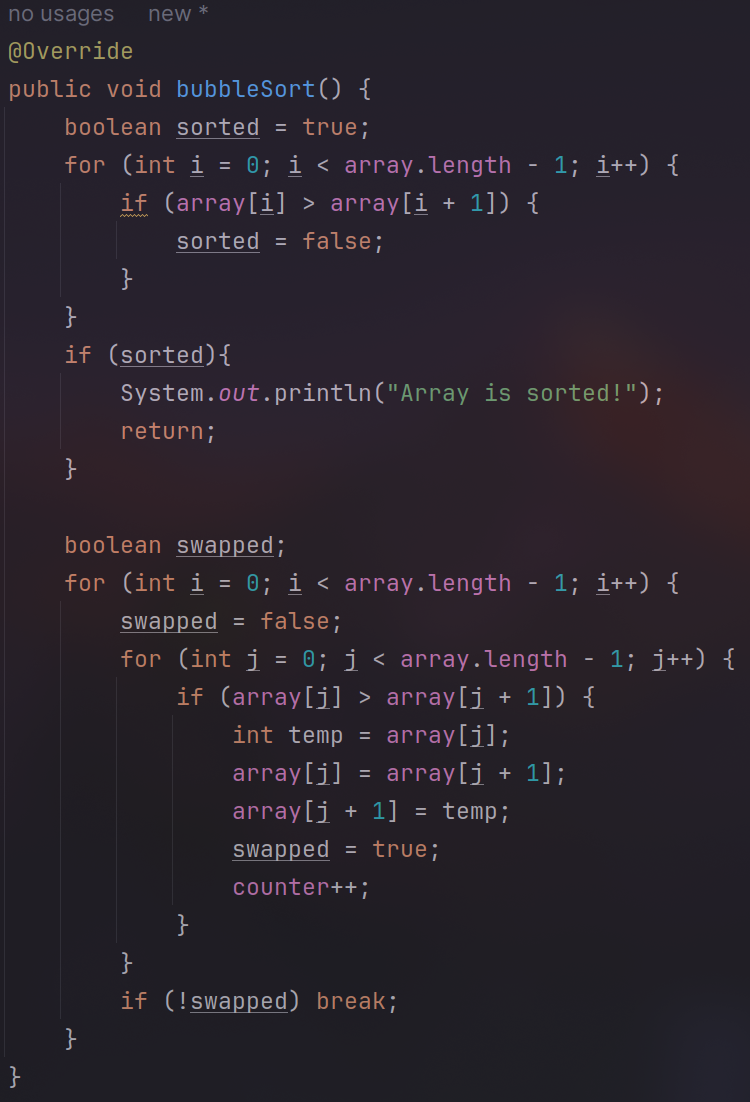 no usages   new *
@Override
public void bubbleSort() {
    boolean sorted = true;
    for (int i = 0; i < array.length - 1; i++) {
        if (array[i] > array[i + 1]) {
            sorted = false;
        }
    }
    if (sorted){
        System.out.println("Array is sorted!");
        return;
    }

    boolean swapped;
    for (int i = 0; i < array.length - 1; i++) {
        swapped = false;
        for (int j = 0; j < array.length - 1; j++) {
            if (array[j] > array[j + 1]) {
                int temp = array[j];
                array[j] = array[j + 1];
                array[j + 1] = temp;
                swapped = true;
                counter++;
            }
        }
        if (!swapped) break;
    }
}